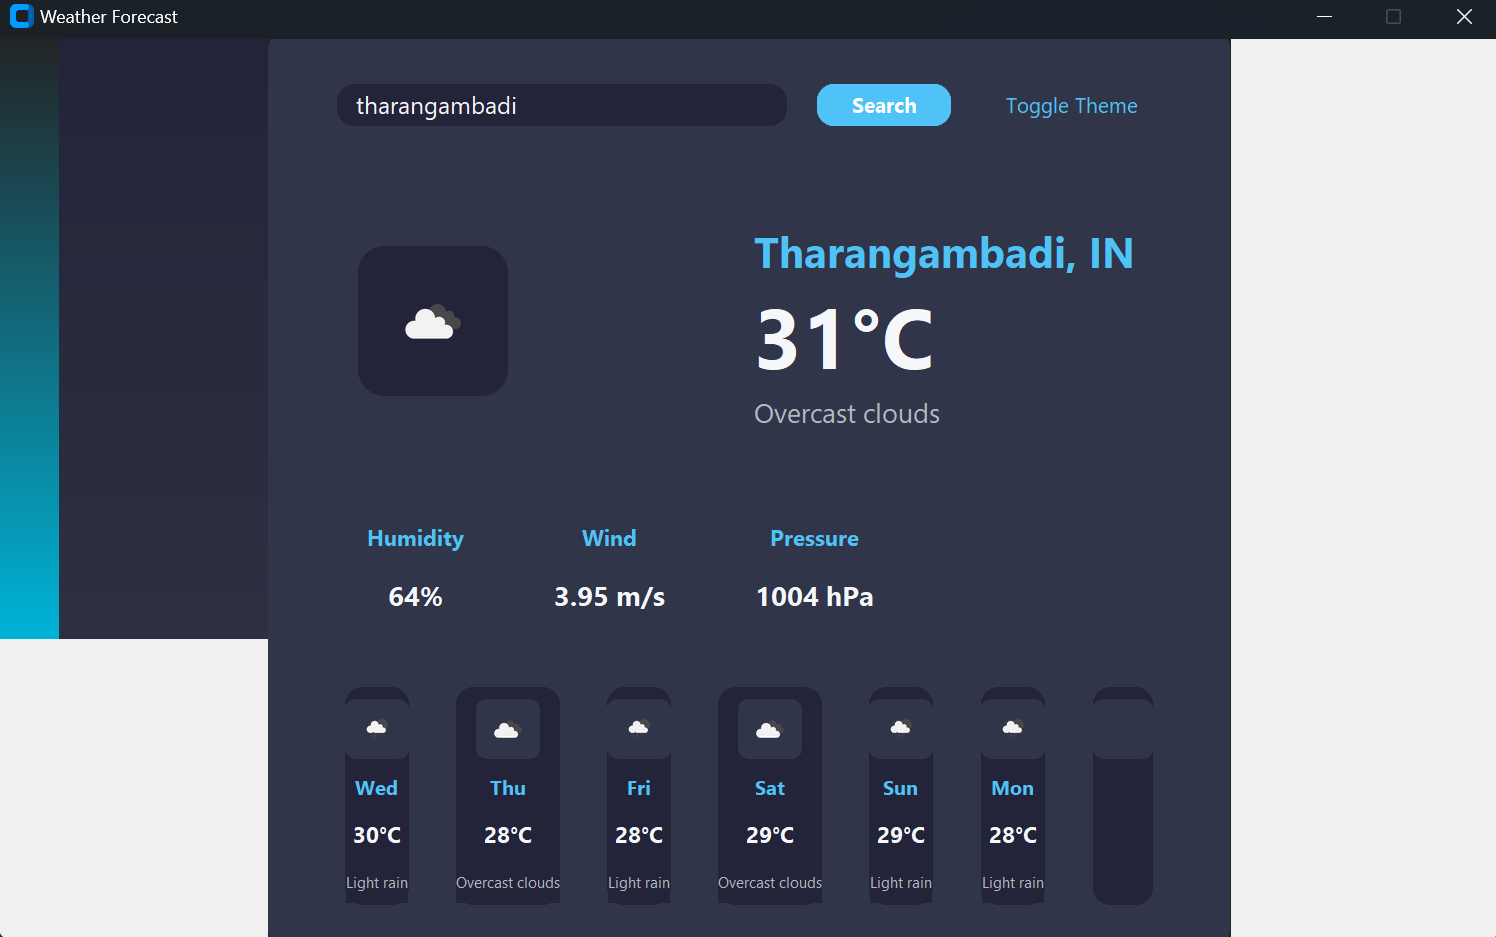 Weather Forecast
tharangambadi
Search
Toggle Theme
Tharangambadi, IN
31°C
Overcast clouds
Humidity Wind Pressure
64% 3.95 m/s 1004 hPa
Wed Thu Fri Sat Sun Mon
30°C 28°C 28°C 29°C 29°C 28°C
Light rain Overcast clouds Light rain Overcast clouds Light rain Light rain